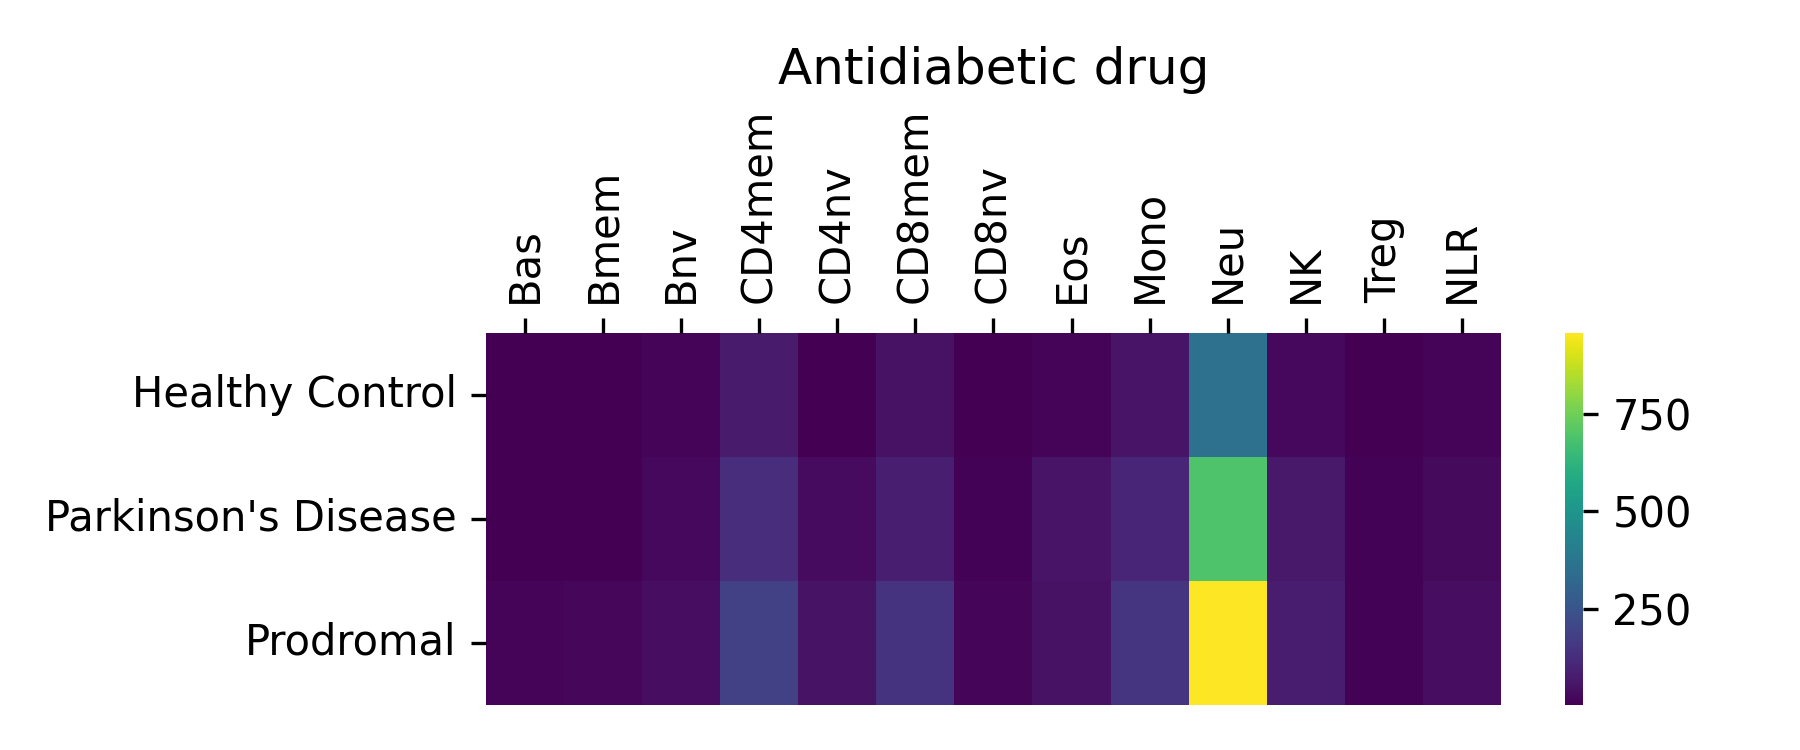 Antidiabetic drug
Bas
Bmem
Bnv
CD4mem
CD4nv
CD8mem
CD8nv
Eos
Mono
Neu
NK
Treg
NLR
Healthy Control
Parkinson's Disease
Prodromal
750
500
250